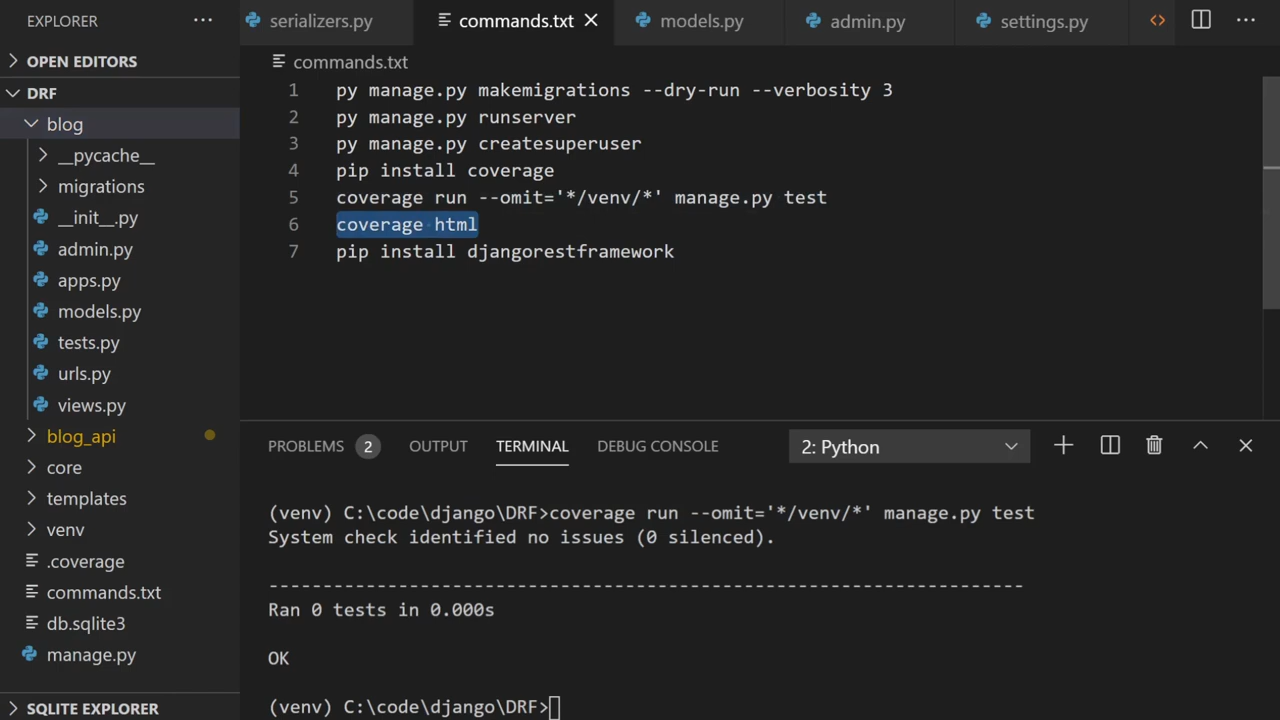 EXPLORER ···
OPEN EDITORS
DRF
blog
__pycache__
migrations
__init__.py
admin.py
apps.py
models.py
tests.py
urls.py
views.py
blog_api
core
templates
venv
.coverage
commands.txt
db.sqlite3
manage.py
SQLITE EXPLORER
serializers.py commands.txt models.py admin.py settings.py ···
commands.txt
1 py manage.py makemigrations --dry-run --verbosity 3
2 py manage.py runserver
3 py manage.py createsuperuser
4 pip install coverage
5 coverage run --omit='*/venv/*' manage.py test
6 coverage html
7 pip install djangorestframework
PROBLEMS 2 OUTPUT TERMINAL DEBUG CONSOLE 2: Python
(venv) C:\code\django\DRF>coverage run --omit='*/venv/*' manage.py test
System check identified no issues (0 silenced).
----------------------------------------------------------------------
Ran 0 tests in 0.000s
OK
(venv) C:\code\django\DRF>